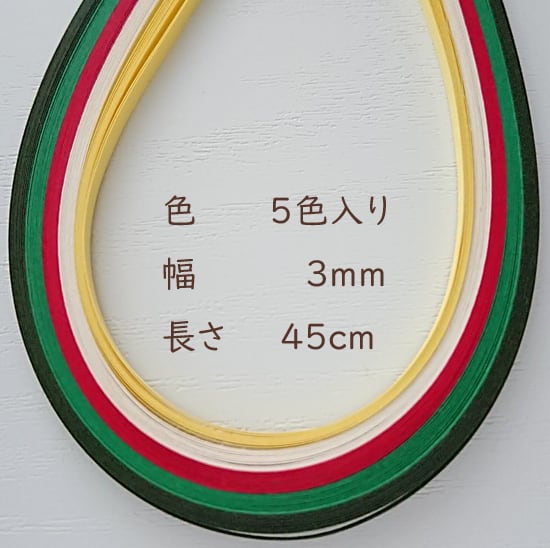 色 5色入り
幅 3mm
長さ 45cm